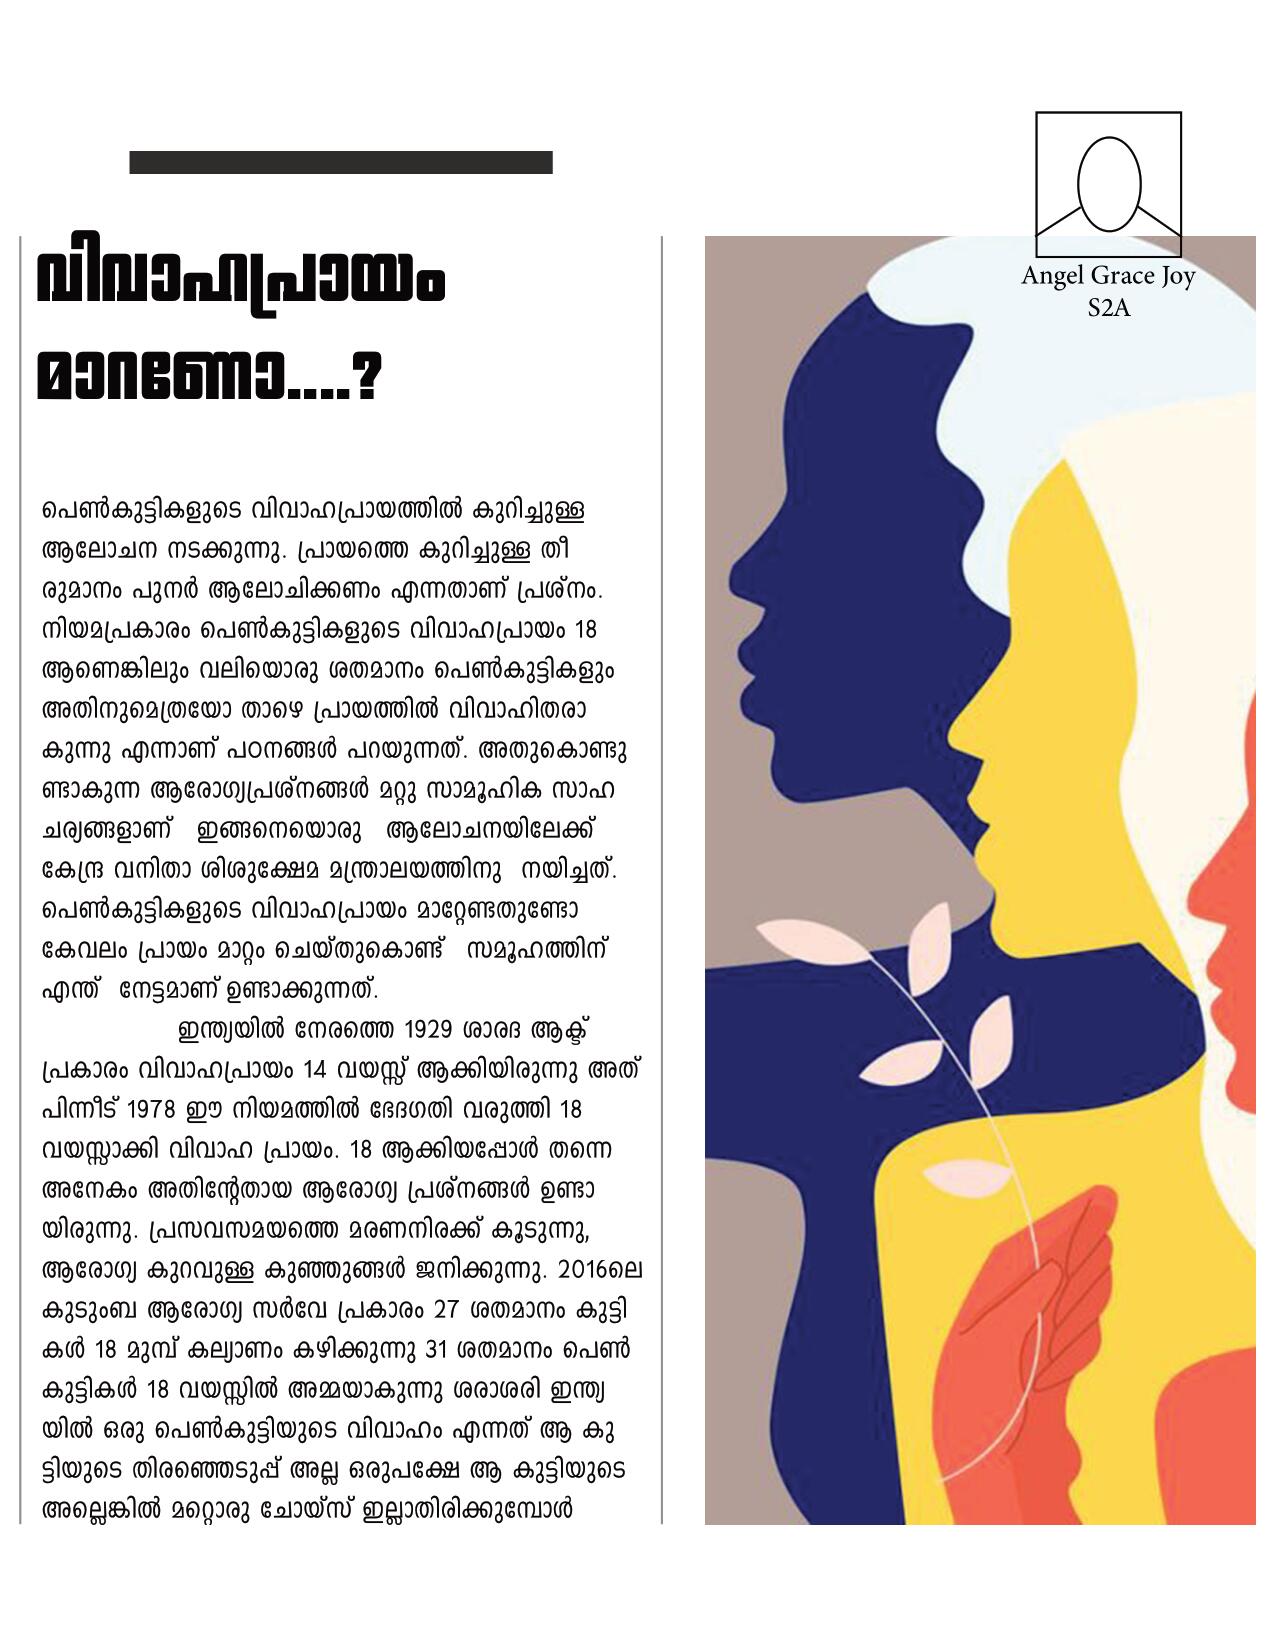 Angel Grace Joy
S2A
വിവാഹപ്രായം
മാറണോ....?
പെൺകുട്ടികളുടെ വിവാഹപ്രായത്തിൽ കുറിച്ചുള്ള
ആലോചന നടക്കുന്നു. പ്രായത്തെ കുറിച്ചുള്ള തീ
രുമാനം പുനർ ആലോചിക്കണം എന്നതാണ് പ്രശ്നം.
നിയമപ്രകാരം പെൺകുട്ടികളുടെ വിവാഹപ്രായം 18
ആണെങ്കിലും വലിയൊരു ശതമാനം പെൺകുട്ടികളും
അതിനുമെത്രയോ താഴെ പ്രായത്തിൽ വിവാഹിതരാ
കുന്നു എന്നാണ് പഠനങ്ങൾ പറയുന്നത്. അതുകൊണ്ടു
ണ്ടാകുന്ന ആരോഗ്യപ്രശ്നങ്ങൾ മറ്റു സാമൂഹിക സാഹ
ചര്യങ്ങളാണ് ഇങ്ങനെയൊരു ആലോചനയിലേക്ക്
കേന്ദ്ര വനിതാ ശിശുക്ഷേമ മന്ത്രാലയത്തിനു നയിച്ചത്.
പെൺകുട്ടികളുടെ വിവാഹപ്രായം മാറ്റേണ്ടതുണ്ടോ
കേവലം പ്രായം മാറ്റം ചെയ്തുകൊണ്ട് സമൂഹത്തിന്
എന്ത് നേട്ടമാണ് ഉണ്ടാക്കുന്നത്.
ഇന്ത്യയിൽ നേരത്തെ 1929 ശാരദ ആക്ട്
പ്രകാരം വിവാഹപ്രായം 14 വയസ്സ് ആക്കിയിരുന്നു അത്
പിന്നീട് 1978 ഈ നിയമത്തിൽ ഭേദഗതി വരുത്തി 18
വയസ്സാക്കി വിവാഹ പ്രായം. 18 ആക്കിയപ്പോൾ തന്നെ
അനേകം അതിന്റേതായ ആരോഗ്യ പ്രശ്നങ്ങൾ ഉണ്ടാ
യിരുന്നു. പ്രസവസമയത്തെ മരണനിരക്ക് കൂടുന്നു,
ആരോഗ്യ കുറവുള്ള കുഞ്ഞുങ്ങൾ ജനിക്കുന്നു. 2016ലെ
കുടുംബ ആരോഗ്യ സർവേ പ്രകാരം 27 ശതമാനം കുട്ടി
കൾ 18 മുമ്പ് കല്യാണം കഴിക്കുന്നു 31 ശതമാനം പെൺ
കുട്ടികൾ 18 വയസ്സിൽ അമ്മയാകുന്നു ശരാശരി ഇന്ത്യ
യിൽ ഒരു പെൺകുട്ടിയുടെ വിവാഹം എന്നത് ആ കു
ട്ടിയുടെ തിരഞ്ഞെടുപ്പ് അല്ല ഒരുപക്ഷേ ആ കുട്ടിയുടെ
അല്ലെങ്കിൽ മറ്റൊരു ചോയ്സ് ഇല്ലാതിരിക്കുമ്പോൾ